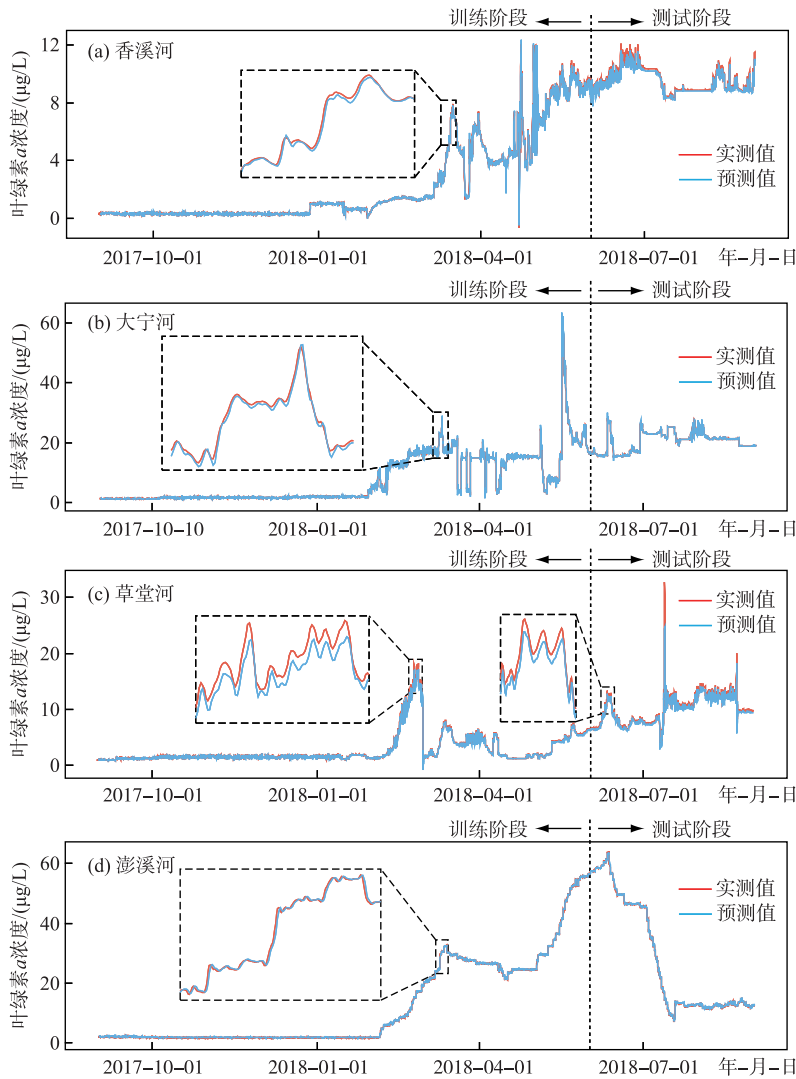 训练阶段 测试阶段
(a) 香溪河
12
8
4
0
叶绿素a浓度/(μg/L)
实测值
预测值
2017-10-01 2018-01-01 2018-04-01 2018-07-01 年-月-日
训练阶段 测试阶段
(b) 大宁河
60
40
20
0
叶绿素a浓度/(μg/L)
实测值
预测值
2017-10-10 2018-01-01 2018-04-01 2018-07-01 年-月-日
训练阶段 测试阶段
(c) 草堂河
30
20
10
0
叶绿素a浓度/(μg/L)
实测值
预测值
2017-10-01 2018-01-01 2018-04-01 2018-07-01 年-月-日
训练阶段 测试阶段
(d) 澎溪河
60
40
20
0
叶绿素a浓度/(μg/L)
实测值
预测值
2017-10-01 2018-01-01 2018-04-01 2018-07-01 年-月-日